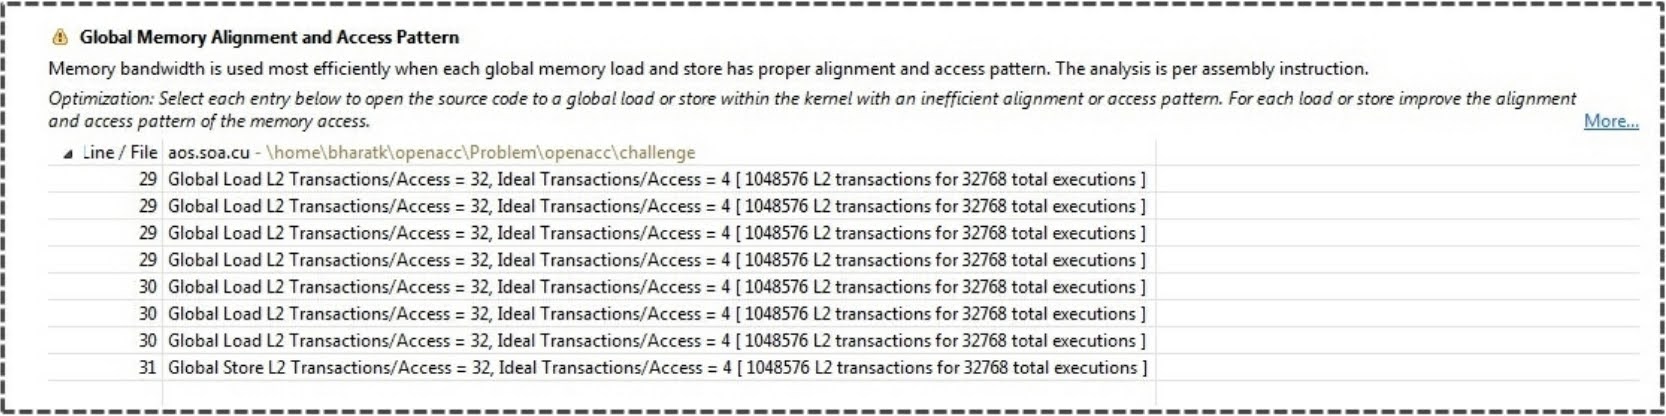 Global Memory Alignment and Access Pattern
Memory bandwidth is used most efficiently when each global memory load and store has proper alignment and access pattern. The analysis is per assembly instruction.
Optimization: Select each entry below to open the source code to a global load or store within the kernel with an inefficient alignment or access pattern. For each load or store improve the alignment
and access pattern of the memory access. More...
Line / File aos.soa.cu - \home\bharatk\openacc\Problem\openacc\challenge
29 Global Load L2 Transactions/Access = 32, Ideal Transactions/Access = 4 [ 1048576 L2 transactions for 32768 total executions ]
29 Global Load L2 Transactions/Access = 32, Ideal Transactions/Access = 4 [ 1048576 L2 transactions for 32768 total executions ]
29 Global Load L2 Transactions/Access = 32, Ideal Transactions/Access = 4 [ 1048576 L2 transactions for 32768 total executions ]
29 Global Load L2 Transactions/Access = 32, Ideal Transactions/Access = 4 [ 1048576 L2 transactions for 32768 total executions ]
30 Global Load L2 Transactions/Access = 32, Ideal Transactions/Access = 4 [ 1048576 L2 transactions for 32768 total executions ]
30 Global Load L2 Transactions/Access = 32, Ideal Transactions/Access = 4 [ 1048576 L2 transactions for 32768 total executions ]
30 Global Load L2 Transactions/Access = 32, Ideal Transactions/Access = 4 [ 1048576 L2 transactions for 32768 total executions ]
31 Global Store L2 Transactions/Access = 32, Ideal Transactions/Access = 4 [ 1048576 L2 transactions for 32768 total executions ]